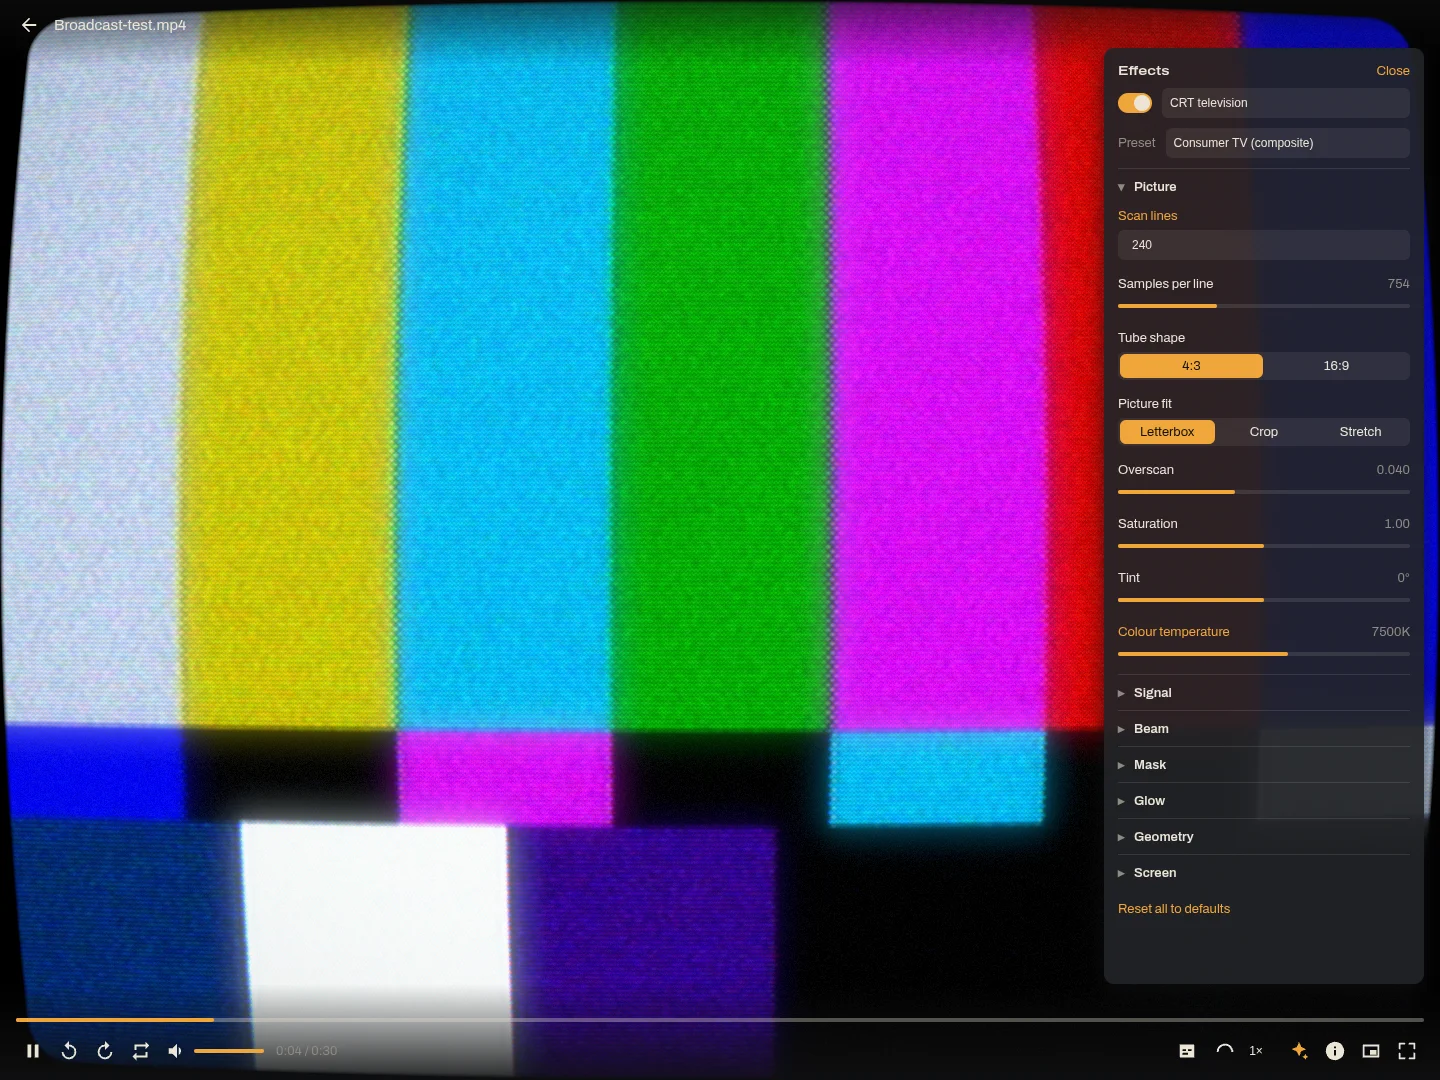 Broadcast-test.mp4
Effects
Close
CRT television
Preset
Consumer TV (composite)
Picture
Scan lines
240
Samples per line
754
Tube shape
4:3
16:9
Picture fit
Letterbox
Crop
Stretch
Overscan
0.040
Saturation
1.00
Tint
0°
Colour temperature
7500K
Signal
Beam
Mask
Glow
Geometry
Screen
Reset all to defaults
0:04 / 0:30
1×